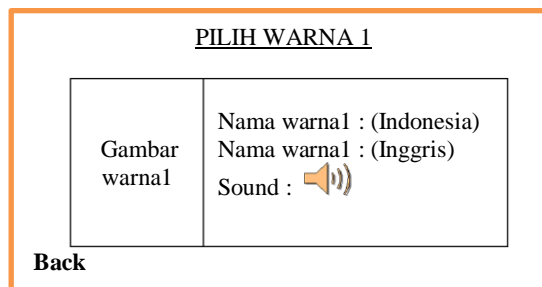 PILIH WARNA 1
Gambar
warna1
Nama warna1 : (Indonesia)
Nama warna1 : (Inggris)
Sound :
Back